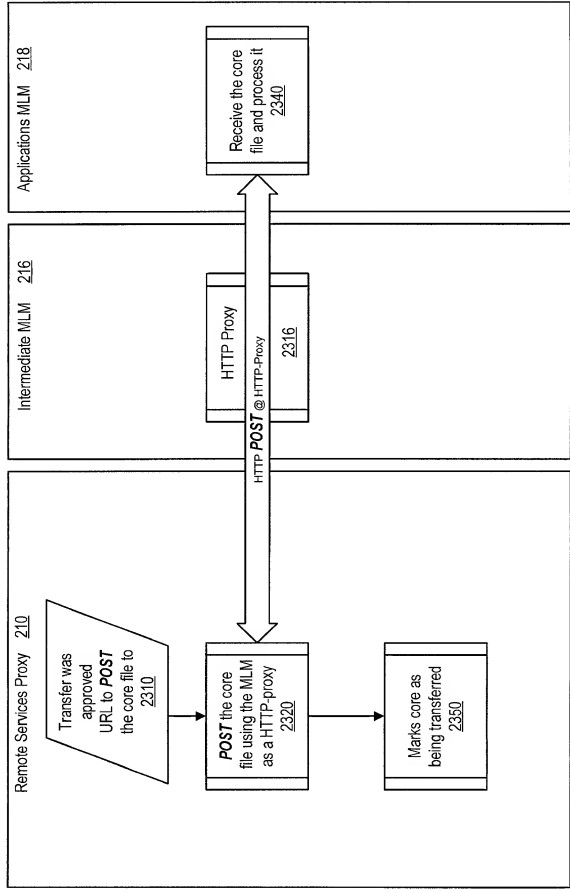 Remote Services Proxy 210
Transfer was
approved
URL to POST
the core file to
2310
POST the core
file using the MLM
as a HTTP-proxy
2320
Marks core as
being transferred
2350
Intermediate MLM 216
HTTP Proxy
HTTP POST @ HTTP-Proxy
2316
Applications MLM 218
Receive the core
file and process it
2340